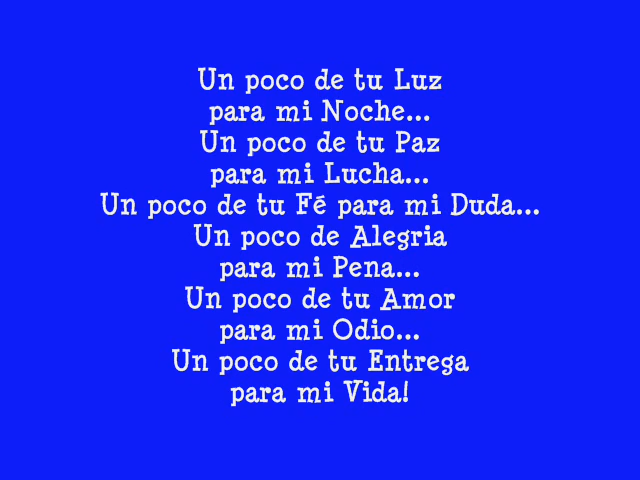 Un poco de tu Luz
para mi Noche...
Un poco de tu Paz
para mi Lucha...
Un poco de tu Fé para mi Duda...
Un poco de Alegria
para mi Pena...
Un poco de tu Amor
para mi Odio...
Un poco de tu Entrega
para mi Vida!